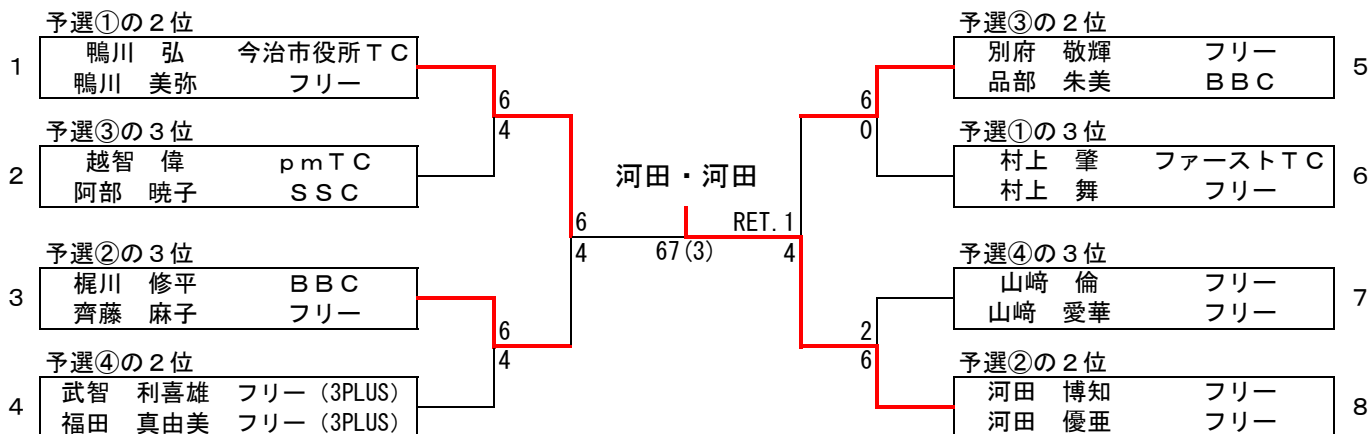 予選①の2位
1
鴨川 弘 今治市役所TC
鴨川 美弥 フリー
予選③の3位
2
越智 偉 pmTC
阿部 暁子 SSC
予選②の3位
3
梶川 修平 BBC
齊藤 麻子 フリー
予選④の2位
4
武智 利喜雄 フリー(3PLUS)
福田 真由美 フリー(3PLUS)
6
4
6
4
6
4
河田・河田
67(3)
RET.1
4
6
0
2
6
予選③の2位
別府 敬輝 フリー
品部 朱美 BBC
5
予選①の3位
村上 肇 ファーストTC
村上 舞 フリー
6
予選④の3位
山﨑 倫 フリー
山﨑 愛華 フリー
7
予選②の2位
河田 博知 フリー
河田 優亜 フリー
8